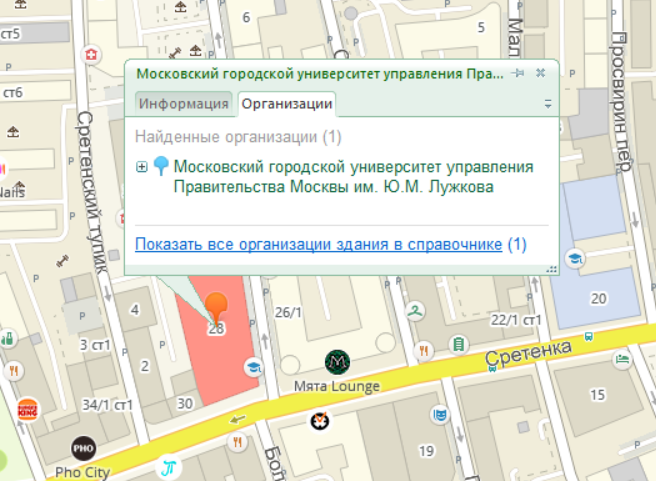 6
5
ст5
Мал
Просвирин пер
ст6
Московский городской университет управления Пра...
Информация
Организации
Найденные организации (1)
Московский городской университет управления
Правительства Москвы им. Ю.М. Лужкова
Показать все организации здания в справочнике (1)
Nails
Сретенский тупик
P
4
28
26/1
20
22/1 ст1
3 ст1
2
Сретенка
Мята Lounge
34/1 ст1
30
15
BURGER KING
PHO
Pho City
Бол
19